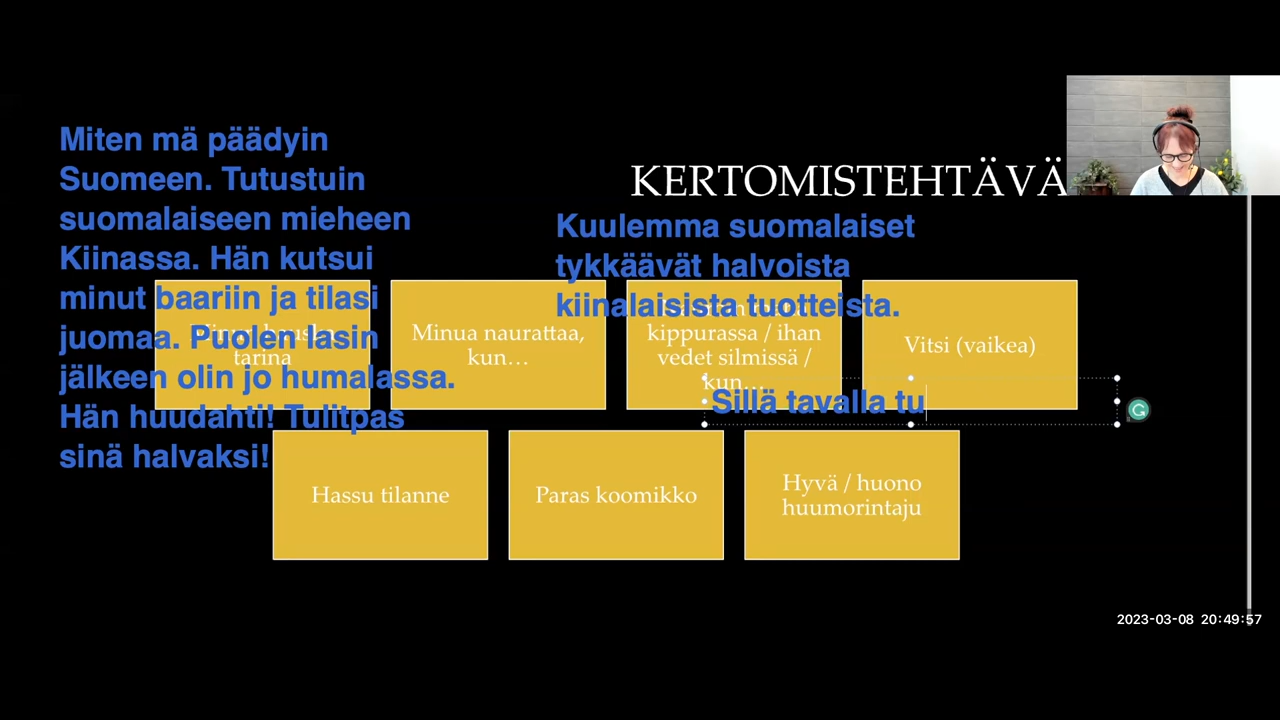 Miten mä päädyin
Suomeen. Tutustuin
suomalaiseen mieheen
Kiinassa. Hän kutsui
minut baariin ja tilasi
juomaa. Puolen lasin
jälkeen olin jo humalassa.
Hän huudahti! Tulitpas
sinä halvaksi!
KERTOMISTEHTÄVÄ
Kuulemma suomalaiset
tykkäävät halvoista
kiinalaisista tuotteista.
tarina
Minua naurattaa,
kun…
kippurassa / ihan
vedet silmissä /
kun…
Vitsi (vaikea)
Sillä tavalla tu
Hassu tilanne
Paras koomikko
Hyvä / huono
huumorintaju
2023-03-08 20:49:57